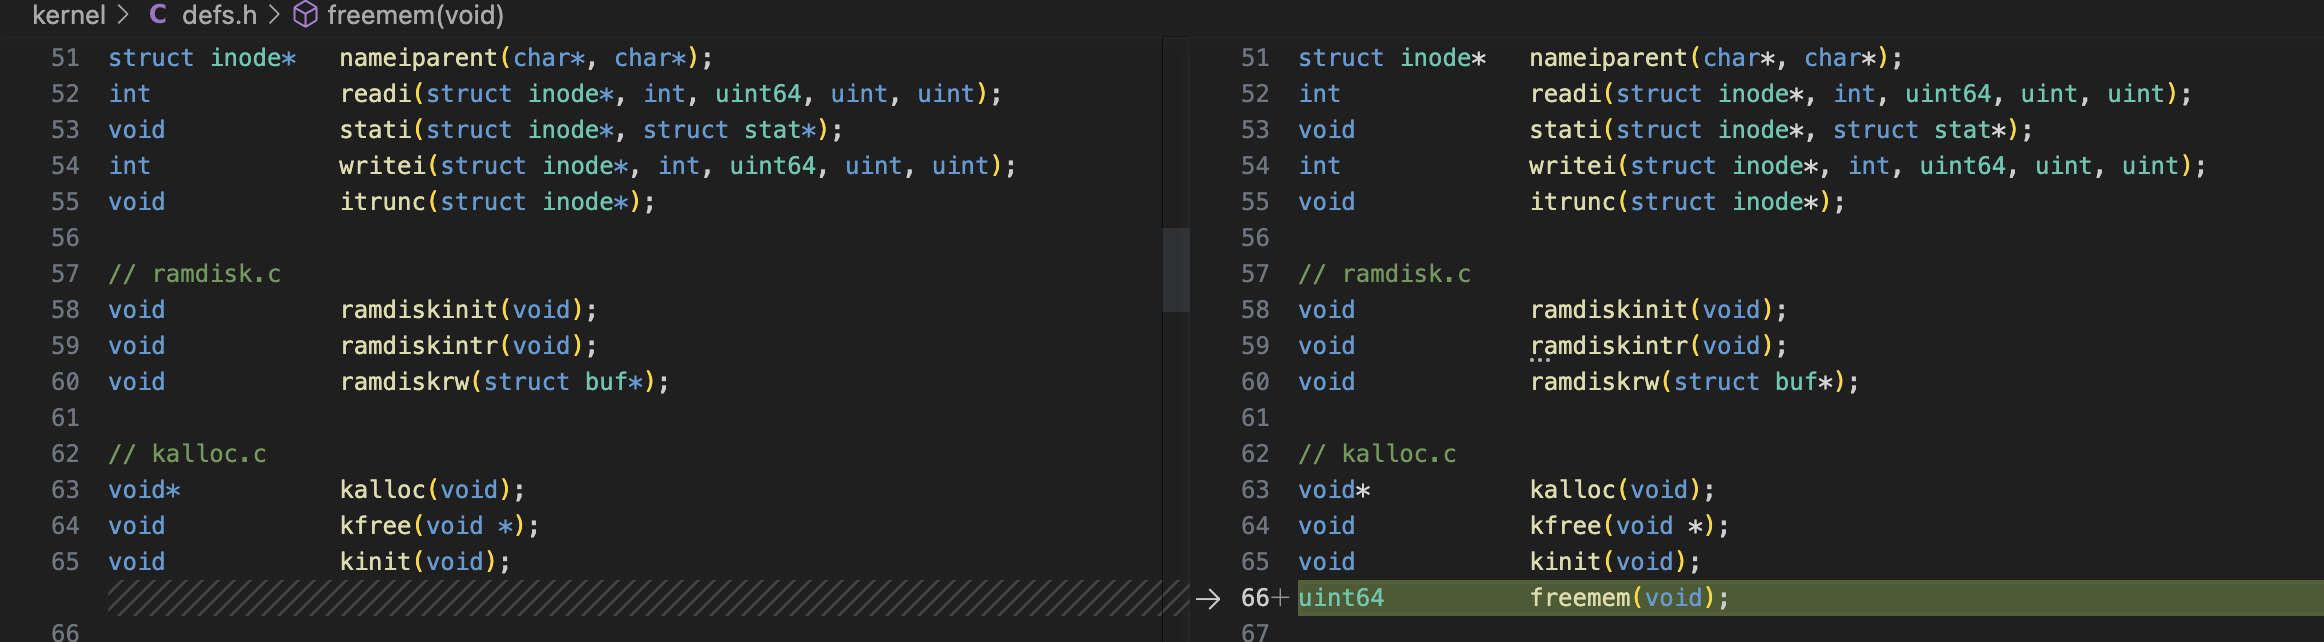 kernel > C defs.h > freemem(void)
51 struct inode* nameiparent(char*, char*);
52 int readi(struct inode*, int, uint64, uint, uint);
53 void stati(struct inode*, struct stat*);
54 int writei(struct inode*, int, uint64, uint, uint);
55 void itrunc(struct inode*);
56
57 // ramdisk.c
58 void ramdiskinit(void);
59 void ramdiskintr(void);
60 void ramdiskrw(struct buf*);
61
62 // kalloc.c
63 void* kalloc(void);
64 void kfree(void *);
65 void kinit(void);
66
51 struct inode* nameiparent(char*, char*);
52 int readi(struct inode*, int, uint64, uint, uint);
53 void stati(struct inode*, struct stat*);
54 int writei(struct inode*, int, uint64, uint, uint);
55 void itrunc(struct inode*);
56
57 // ramdisk.c
58 void ramdiskinit(void);
59 void ramdiskintr(void);
60 void ramdiskrw(struct buf*);
61
62 // kalloc.c
63 void* kalloc(void);
64 void kfree(void *);
65 void kinit(void);
→ 66+ uint64 freemem(void);
67